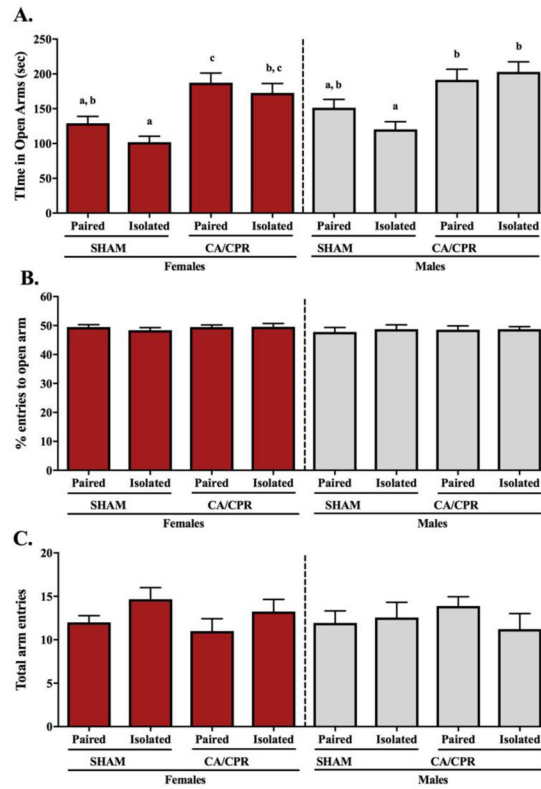 A.
TIme in Open Arms (sec)
250
200
150
100
50
0
a, b
a
c
b, c
a, b
a
b
b
Paired Isolated Paired Isolated Paired Isolated Paired Isolated
SHAM CA/CPR SHAM CA/CPR
Females Males
B.
% entries to open arm
60
50
40
30
20
10
0
Paired Isolated Paired Isolated Paired Isolated Paired Isolated
SHAM CA/CPR SHAM CA/CPR
Females Males
C.
Total arm entries
20
15
10
5
0
Paired Isolated Paired Isolated Paired Isolated Paired Isolated
SHAM CA/CPR SHAM CA/CPR
Females Males